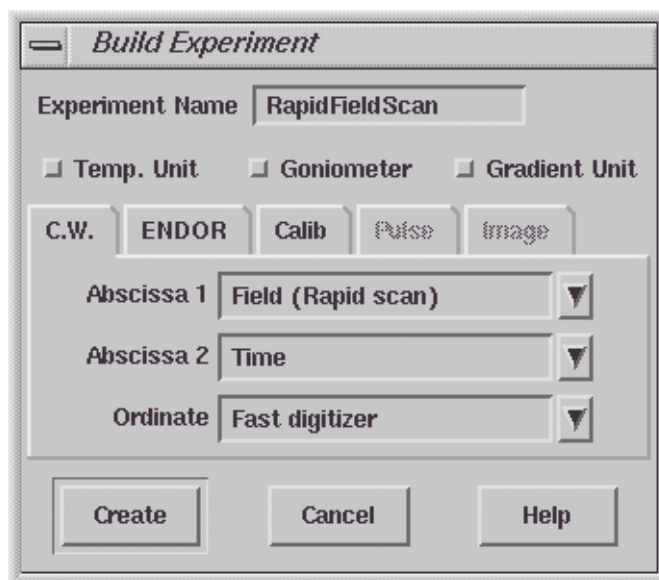 Build Experiment
Experiment Name RapidFieldScan
Temp. Unit Goniometer Gradient Unit
C.W. ENDOR Calib Pulse Image
Abscissa 1 Field (Rapid scan)
Abscissa 2 Time
Ordinate Fast digitizer
Create Cancel Help